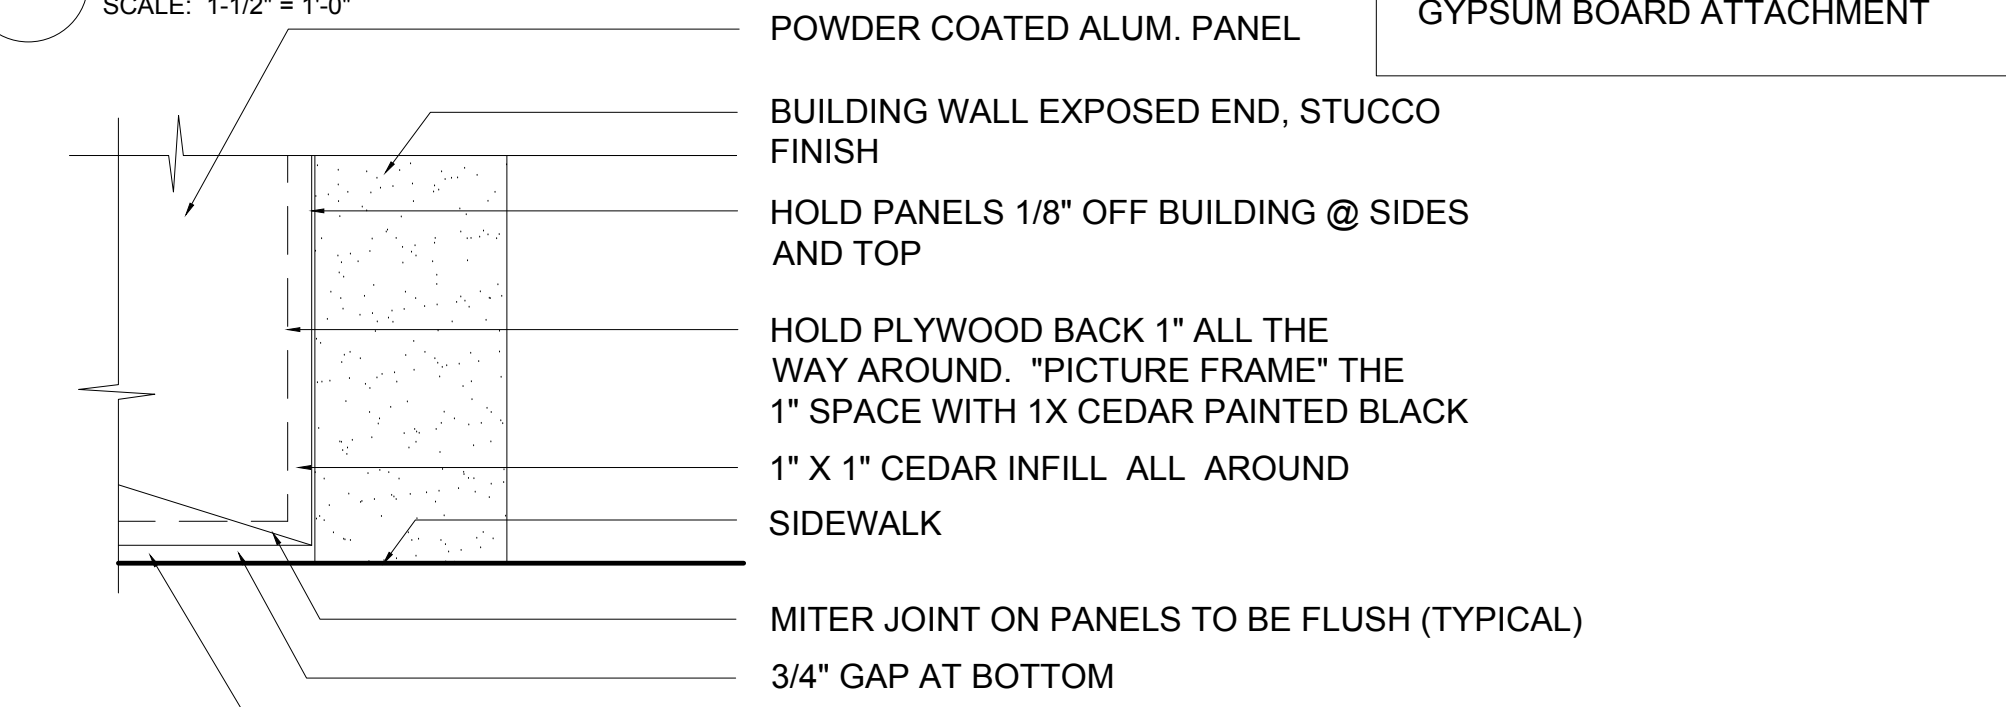 SCALE: 1-1/2" = 1'-0"
GYPSUM BOARD ATTACHMENT
POWDER COATED ALUM. PANEL
BUILDING WALL EXPOSED END, STUCCO
FINISH
HOLD PANELS 1/8" OFF BUILDING @ SIDES
AND TOP
HOLD PLYWOOD BACK 1" ALL THE
WAY AROUND. "PICTURE FRAME" THE
1" SPACE WITH 1X CEDAR PAINTED BLACK
1" X 1" CEDAR INFILL ALL AROUND
SIDEWALK
MITER JOINT ON PANELS TO BE FLUSH (TYPICAL)
3/4" GAP AT BOTTOM